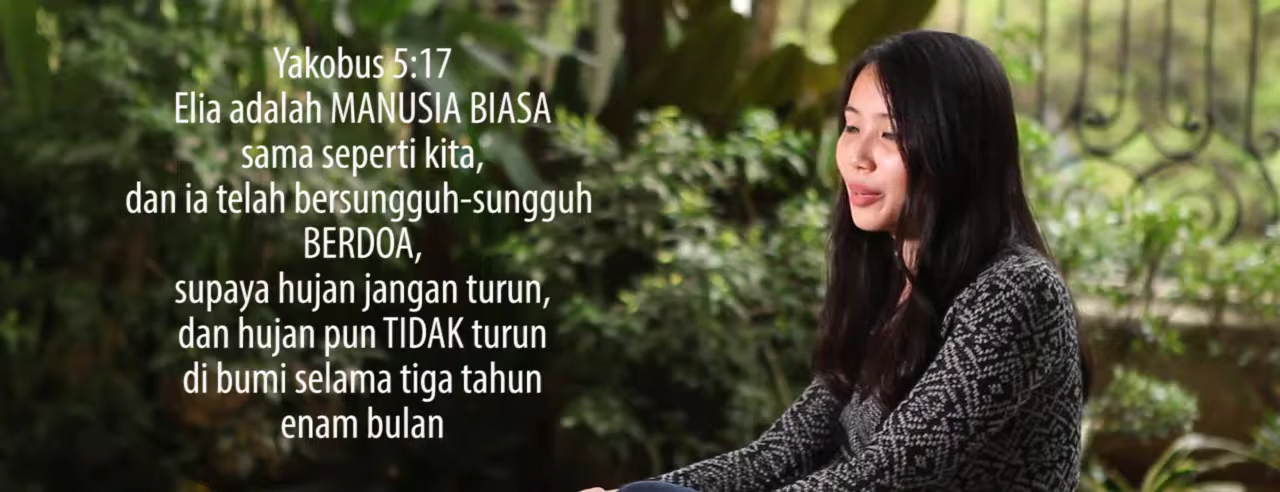 Yakobus 5:17
Elia adalah MANUSIA BIASA
sama seperti kita,
dan ia telah bersungguh-sungguh
BERDOA,
supaya hujan jangan turun,
dan hujan pun TIDAK turun
di bumi selama tiga tahun
enam bulan